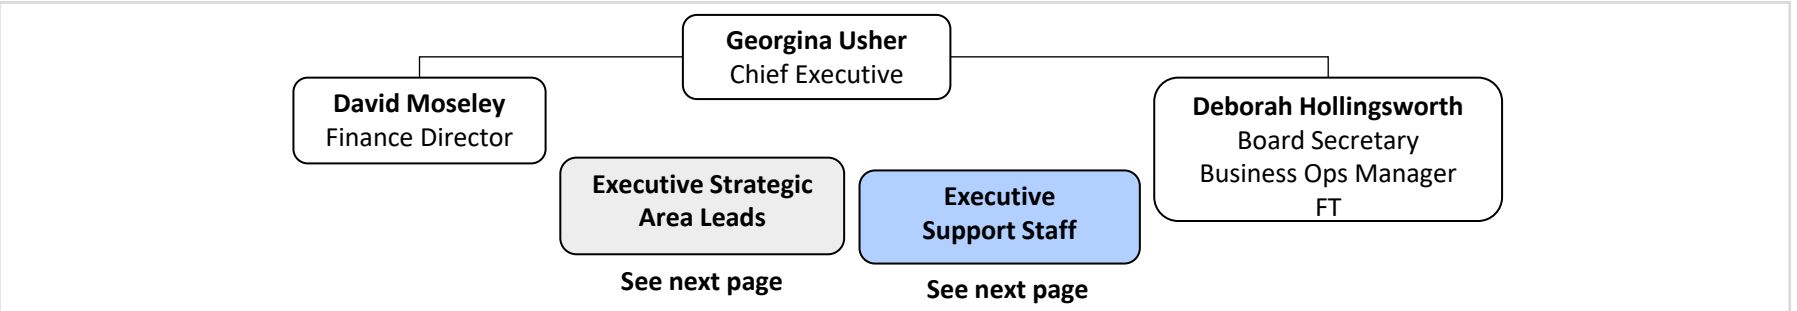 Georgina Usher
Chief Executive
David Moseley
Finance Director
Deborah Hollingsworth
Board Secretary
Business Ops Manager
FT
Executive Strategic
Area Leads
See next page
Executive
Support Staff
See next page